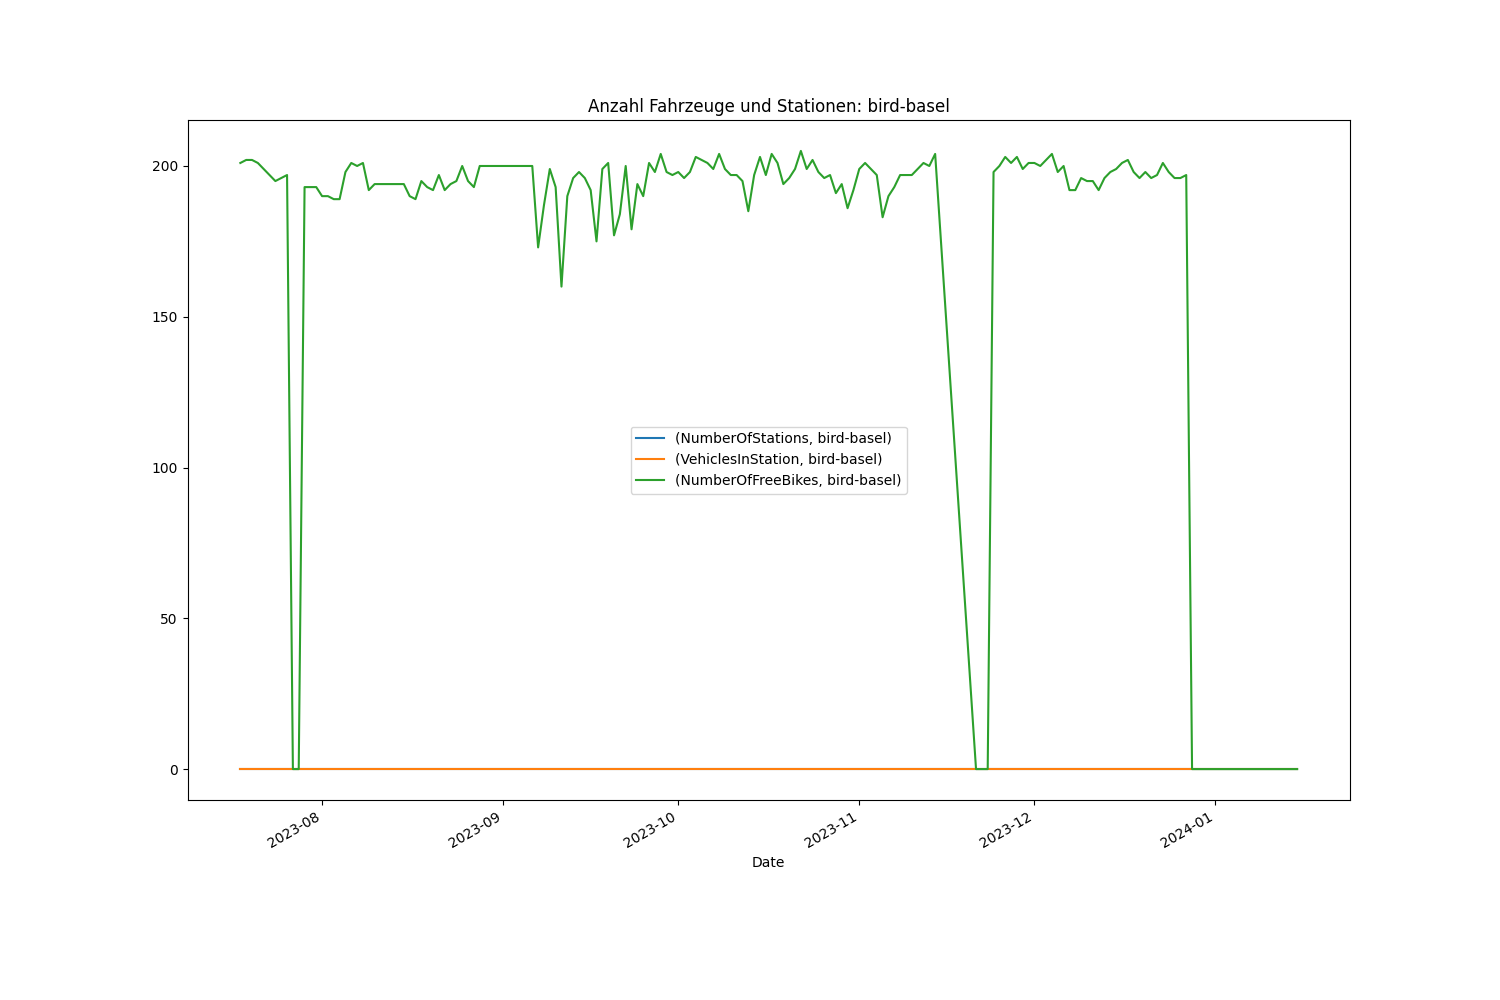 Anzahl Fahrzeuge und Stationen: bird-basel
200
150
100
50
0
(NumberOfStations, bird-basel)
(VehiclesInStation, bird-basel)
(NumberOfFreeBikes, bird-basel)
2023-08
2023-09
2023-10
2023-11
2023-12
2024-01
Date